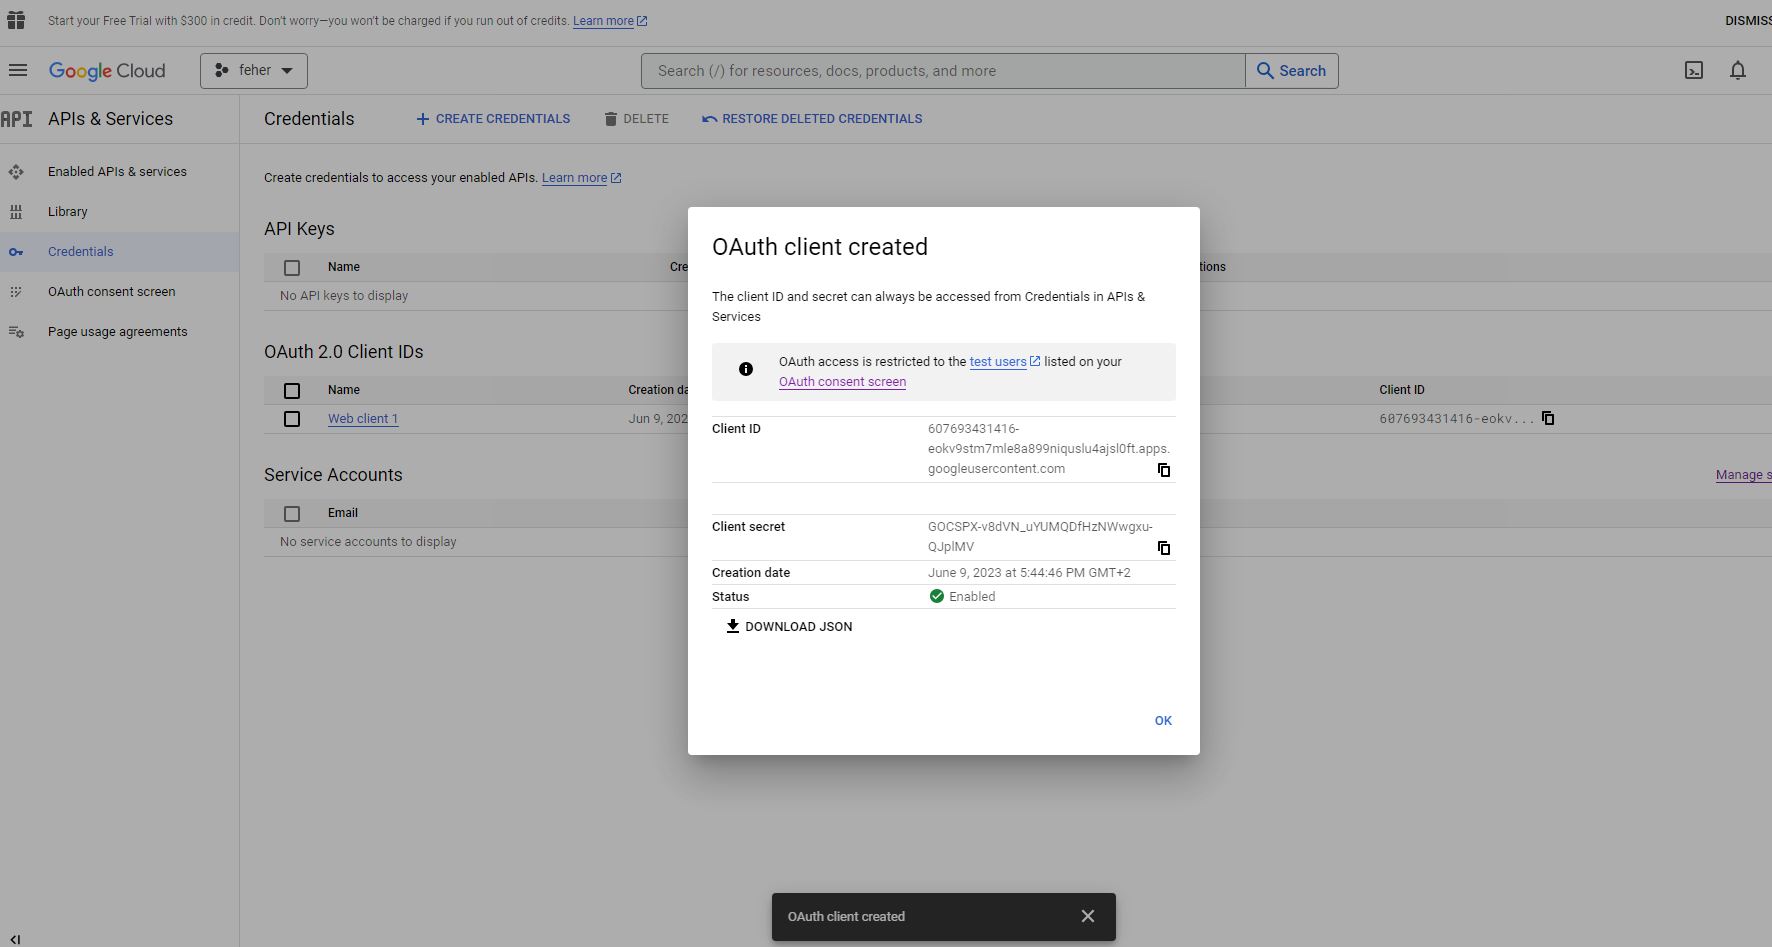 Start your Free Trial with $300 in credit. Don't worry—you won't be charged if you run out of credits. Learn more
DISMISS
Google Cloud
feher
Search (/) for resources, docs, products, and more
Search
API
APIs & Services
Credentials
CREATE CREDENTIALS
DELETE
RESTORE DELETED CREDENTIALS
Enabled APIs & services
Library
Credentials
OAuth consent screen
Page usage agreements
Create credentials to access your enabled APIs. Learn more
API Keys
Name
Cre
tions
No API keys to display
OAuth 2.0 Client IDs
Name
Creation da
Client ID
Web client 1
Jun 9, 202
607693431416-eokv...
Service Accounts
Manage s
Email
No service accounts to display
OAuth client created
The client ID and secret can always be accessed from Credentials in APIs &
Services
OAuth access is restricted to the test users listed on your
OAuth consent screen
Client ID
607693431416-
eokv9stm7mle8a899niquslu4ajsl0ft.apps.
googleusercontent.com
Client secret
GOCSPX-v8dVN_uYUMQDfHzNWwgxu-
QJplMV
Creation date
June 9, 2023 at 5:44:46 PM GMT+2
Status
Enabled
DOWNLOAD JSON
OK
OAuth client created